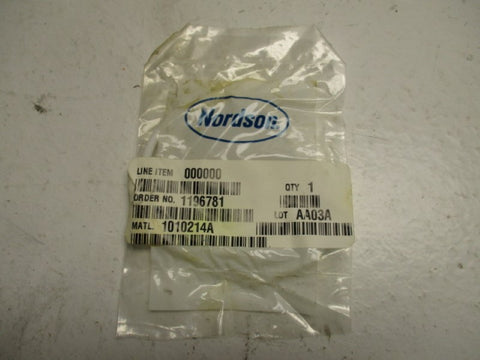 Nordson
LINE ITEM 000000
QTY 1
ORDER NO. 1196781
LOT AA03A
MATL. 1010214A